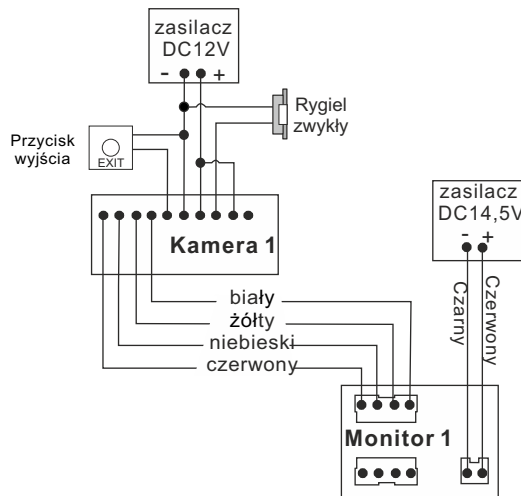 zasilacz
DC12V
- +
Rygiel
zwykły
Przycisk
wyjścia
EXIT
zasilacz
DC14,5V
- +
Kamera 1
Czarny
Czerwony
biały
żółty
niebieski
czerwony
Monitor 1